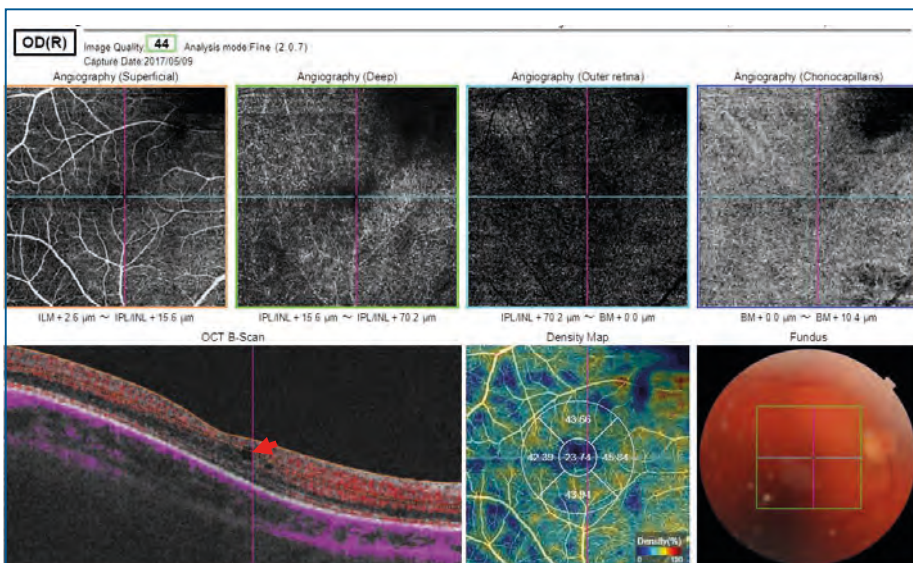 OD(R) Image Quality: 44 Analysis mode:Fine (2.0.7)
Capture Date:2017/05/09
Angiography (Superficial) Angiography (Deep) Angiography (Outer retina) Angiography (Choriocapillaris)
ILM + 2.6 µm ~ IPL/INL + 15.6 µm IPL/INL + 15.6 µm ~ IPL/INL + 70.2 µm IPL/INL + 70.2 µm ~ BM + 0.0 µm BM + 0.0 µm ~ BM + 10.4 µm
OCT B-Scan Density Map Fundus
43.56
42.39 23.74 45.84
43.94
Density(%)
0 100